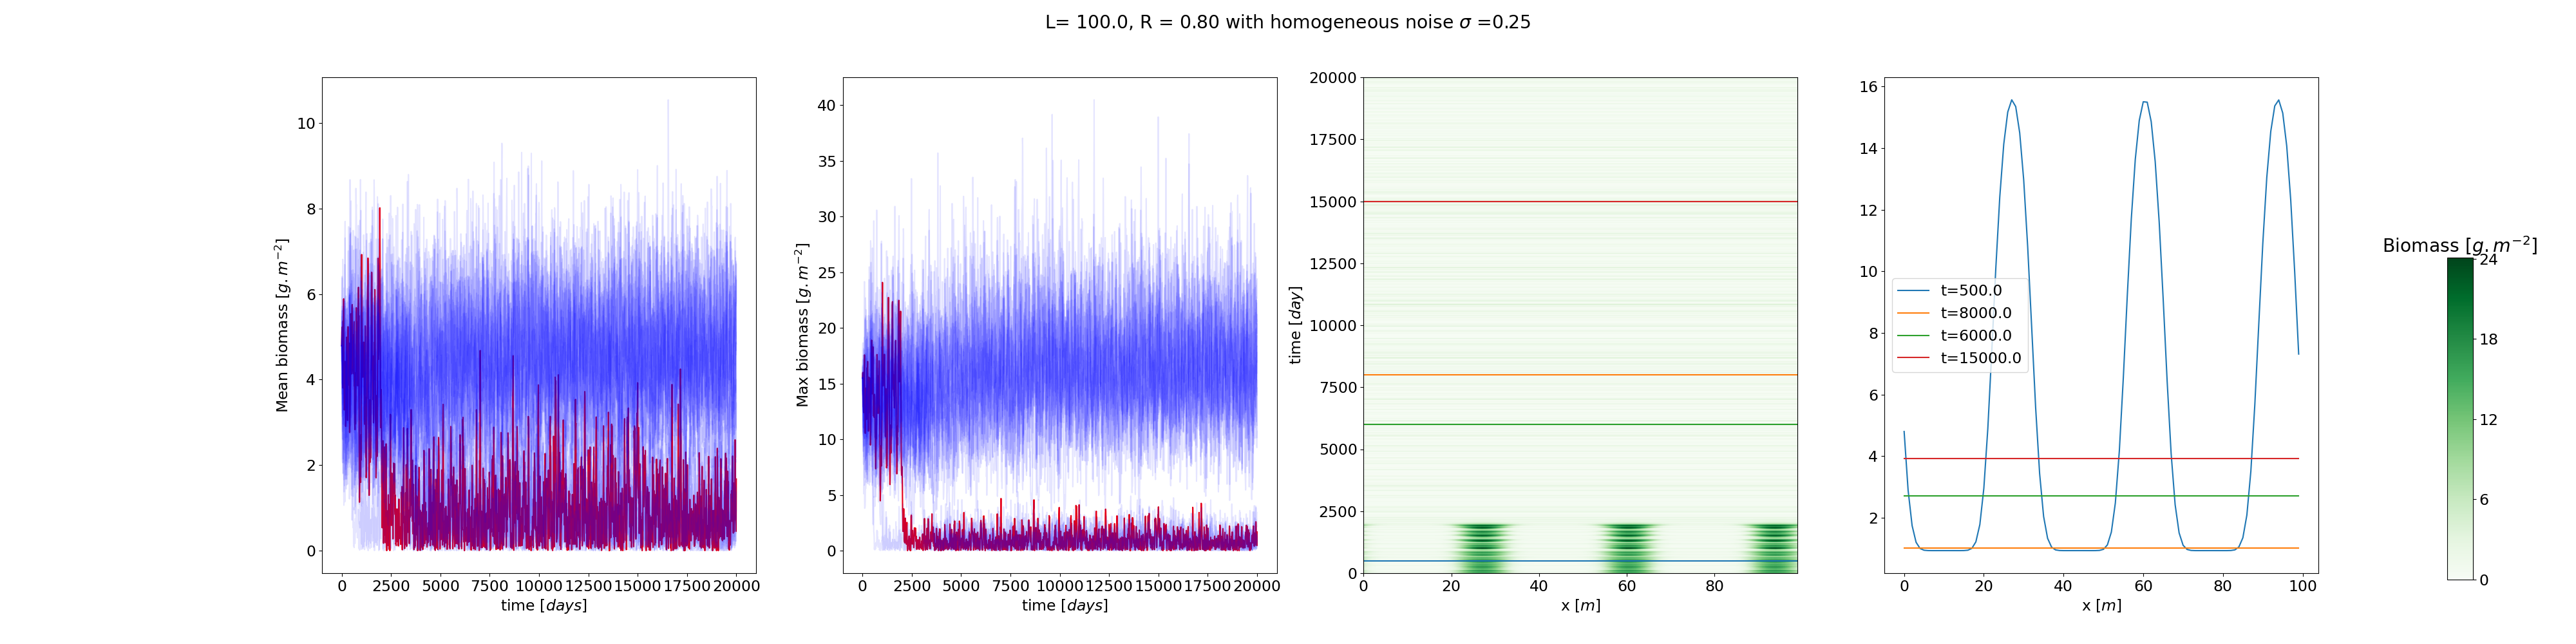 L= 100.0, R = 0.80 with homogeneous noise σ =0.25
Mean biomass [g.m⁻²]
10
8
6
4
2
0
0 2500 5000 7500 10000 12500 15000 17500 20000
time [days]
Max biomass [g.m⁻²]
40
35
30
25
20
15
10
5
0
0 2500 5000 7500 10000 12500 15000 17500 20000
time [days]
time [day]
20000
17500
15000
12500
10000
7500
5000
2500
0
0 20 40 60 80
x [m]
16
14
12
10
8
6
4
2
t=500.0
t=8000.0
t=6000.0
t=15000.0
0 20 40 60 80 100
x [m]
Biomass [g.m⁻²]
24
18
12
6
0